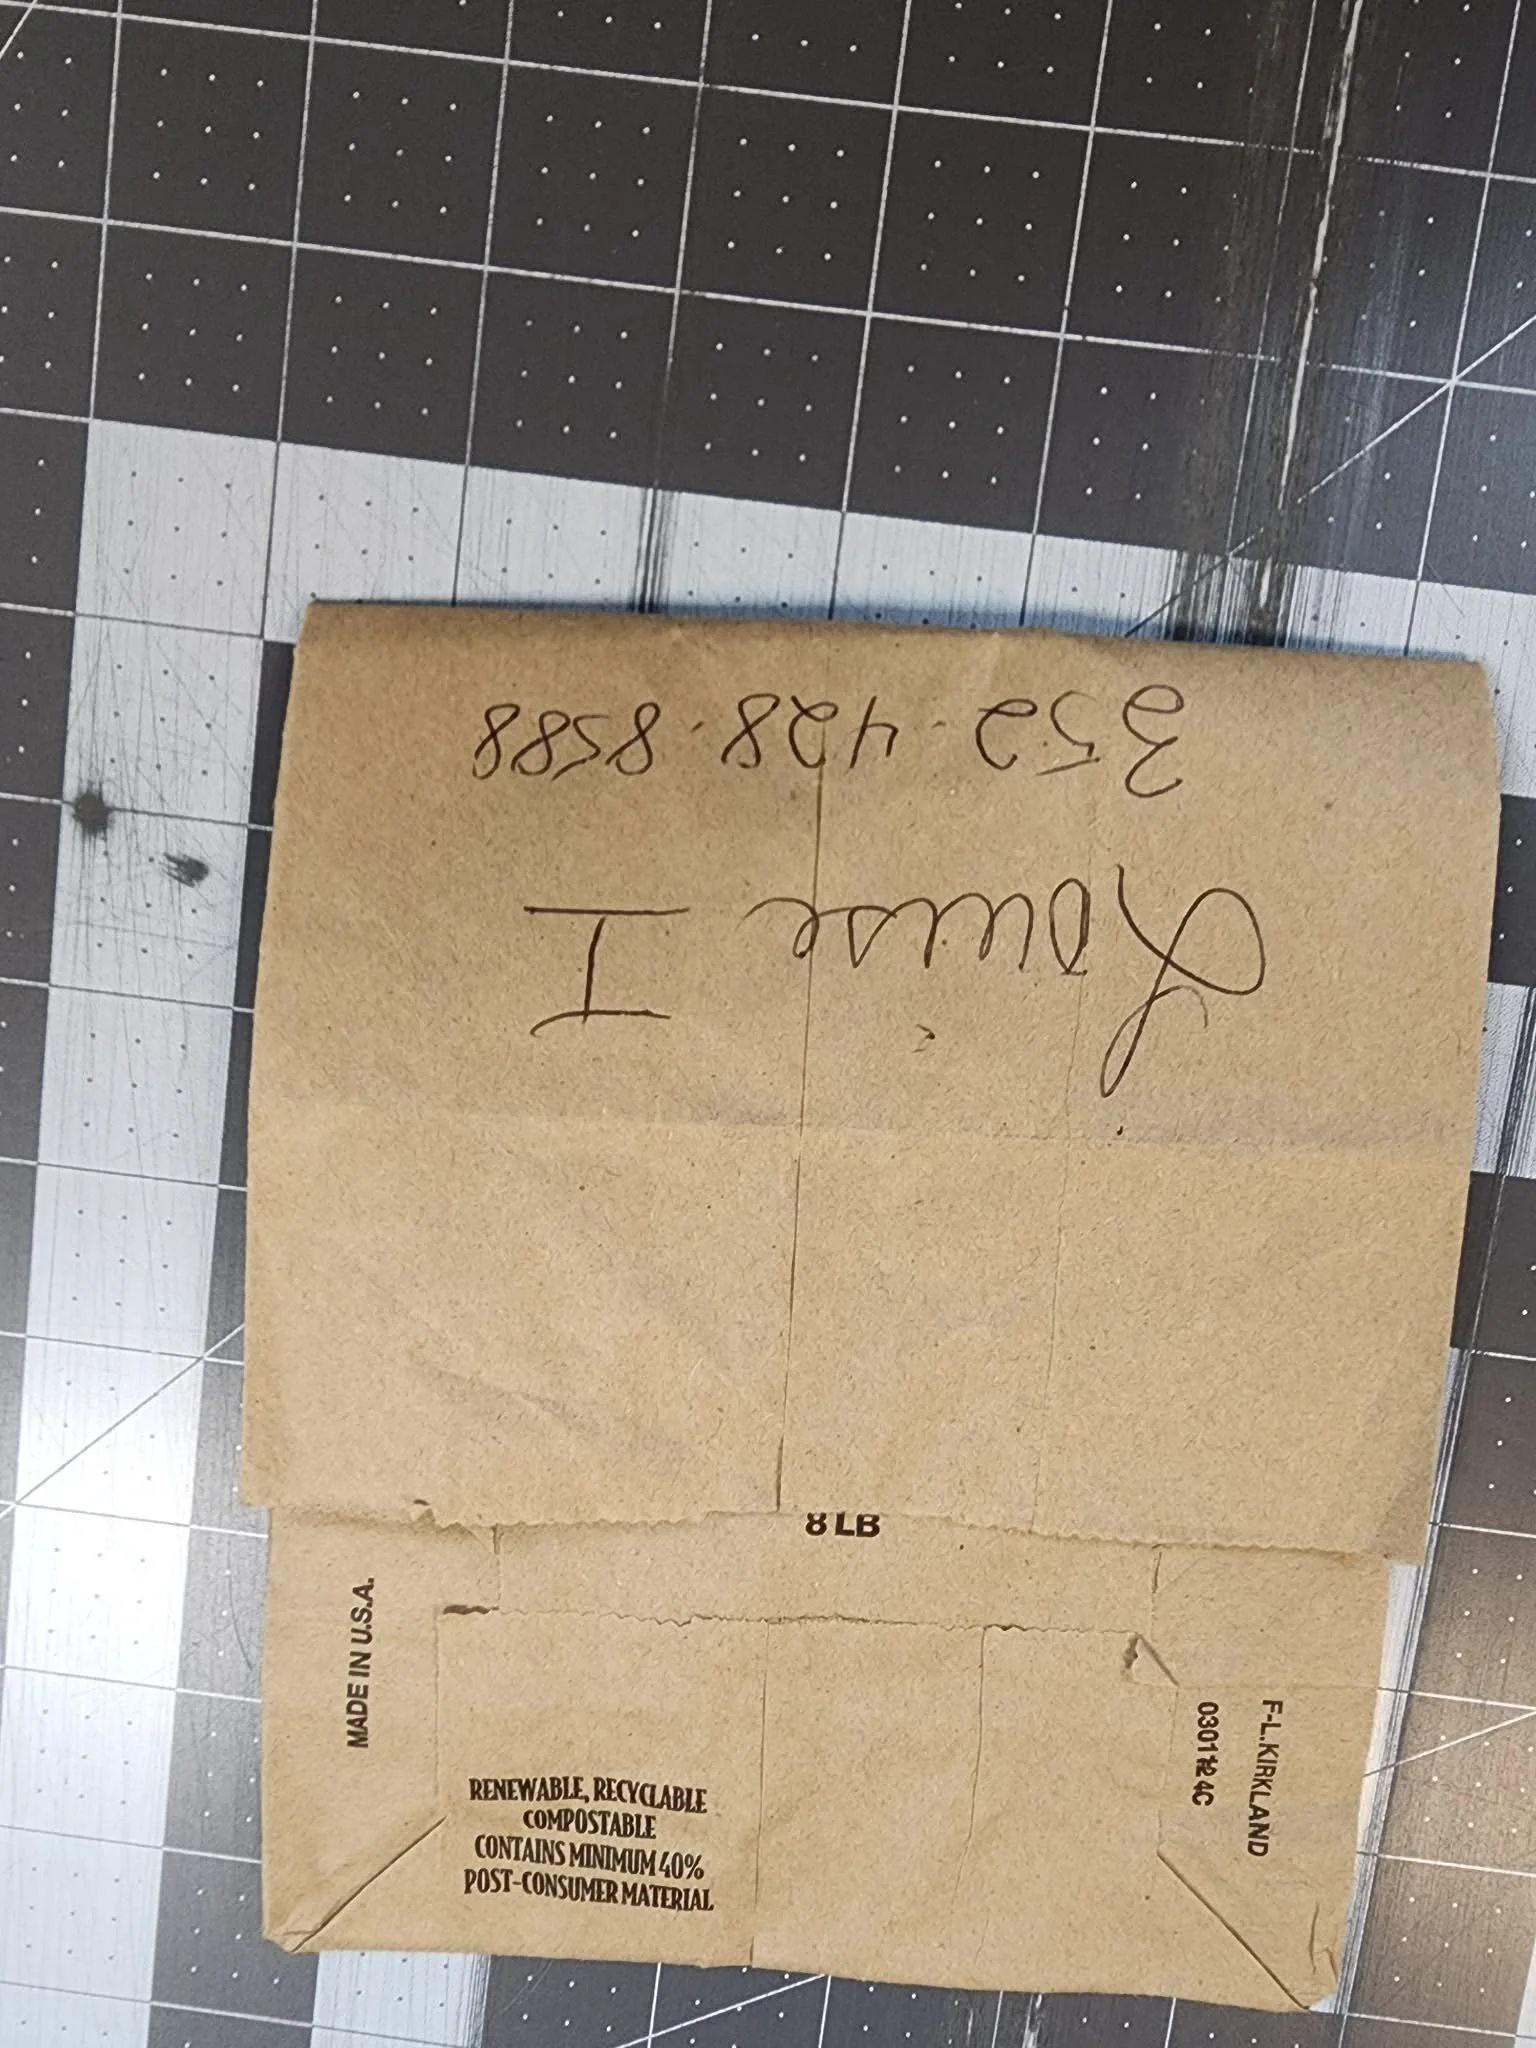 Louise I
352-428-8588
8 LB
MADE IN U.S.A.
RENEWABLE, RECYCLABLE
COMPOSTABLE
CONTAINS MINIMUM 40%
POST-CONSUMER MATERIAL
F-L.KIRKLAND